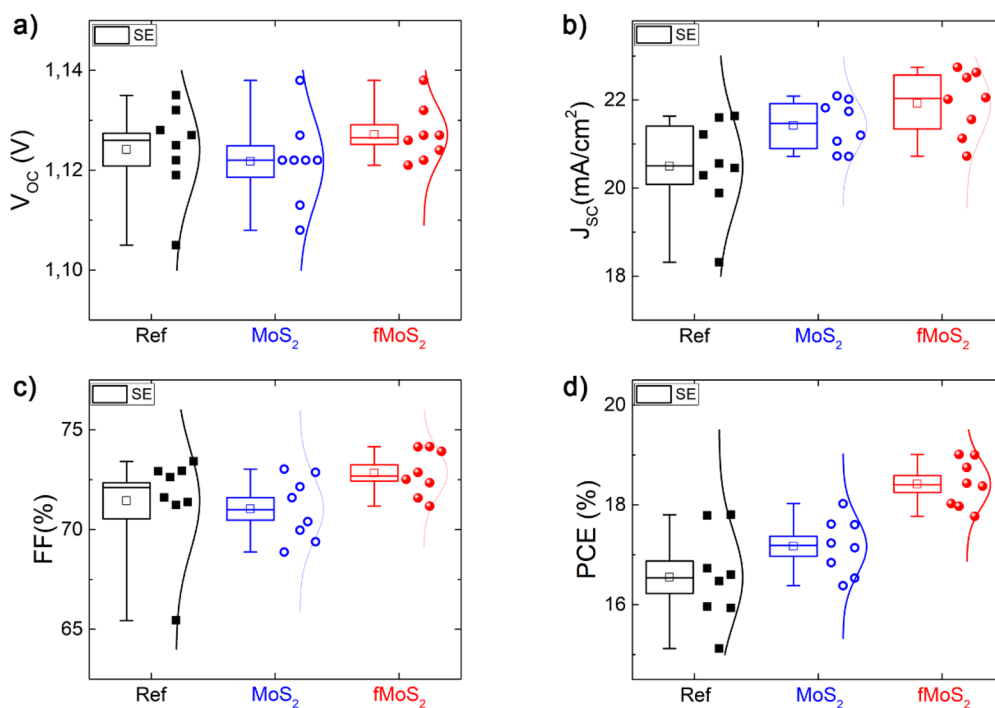 a)
SE
1,14
1,12
1,10
V_OC (V)
Ref
MoS₂
fMoS₂
b)
SE
22
20
18
J_SC(mA/cm²)
Ref
MoS₂
fMoS₂
c)
SE
75
70
65
FF(%)
Ref
MoS₂
fMoS₂
d)
SE
20
18
16
PCE (%)
Ref
MoS₂
fMoS₂